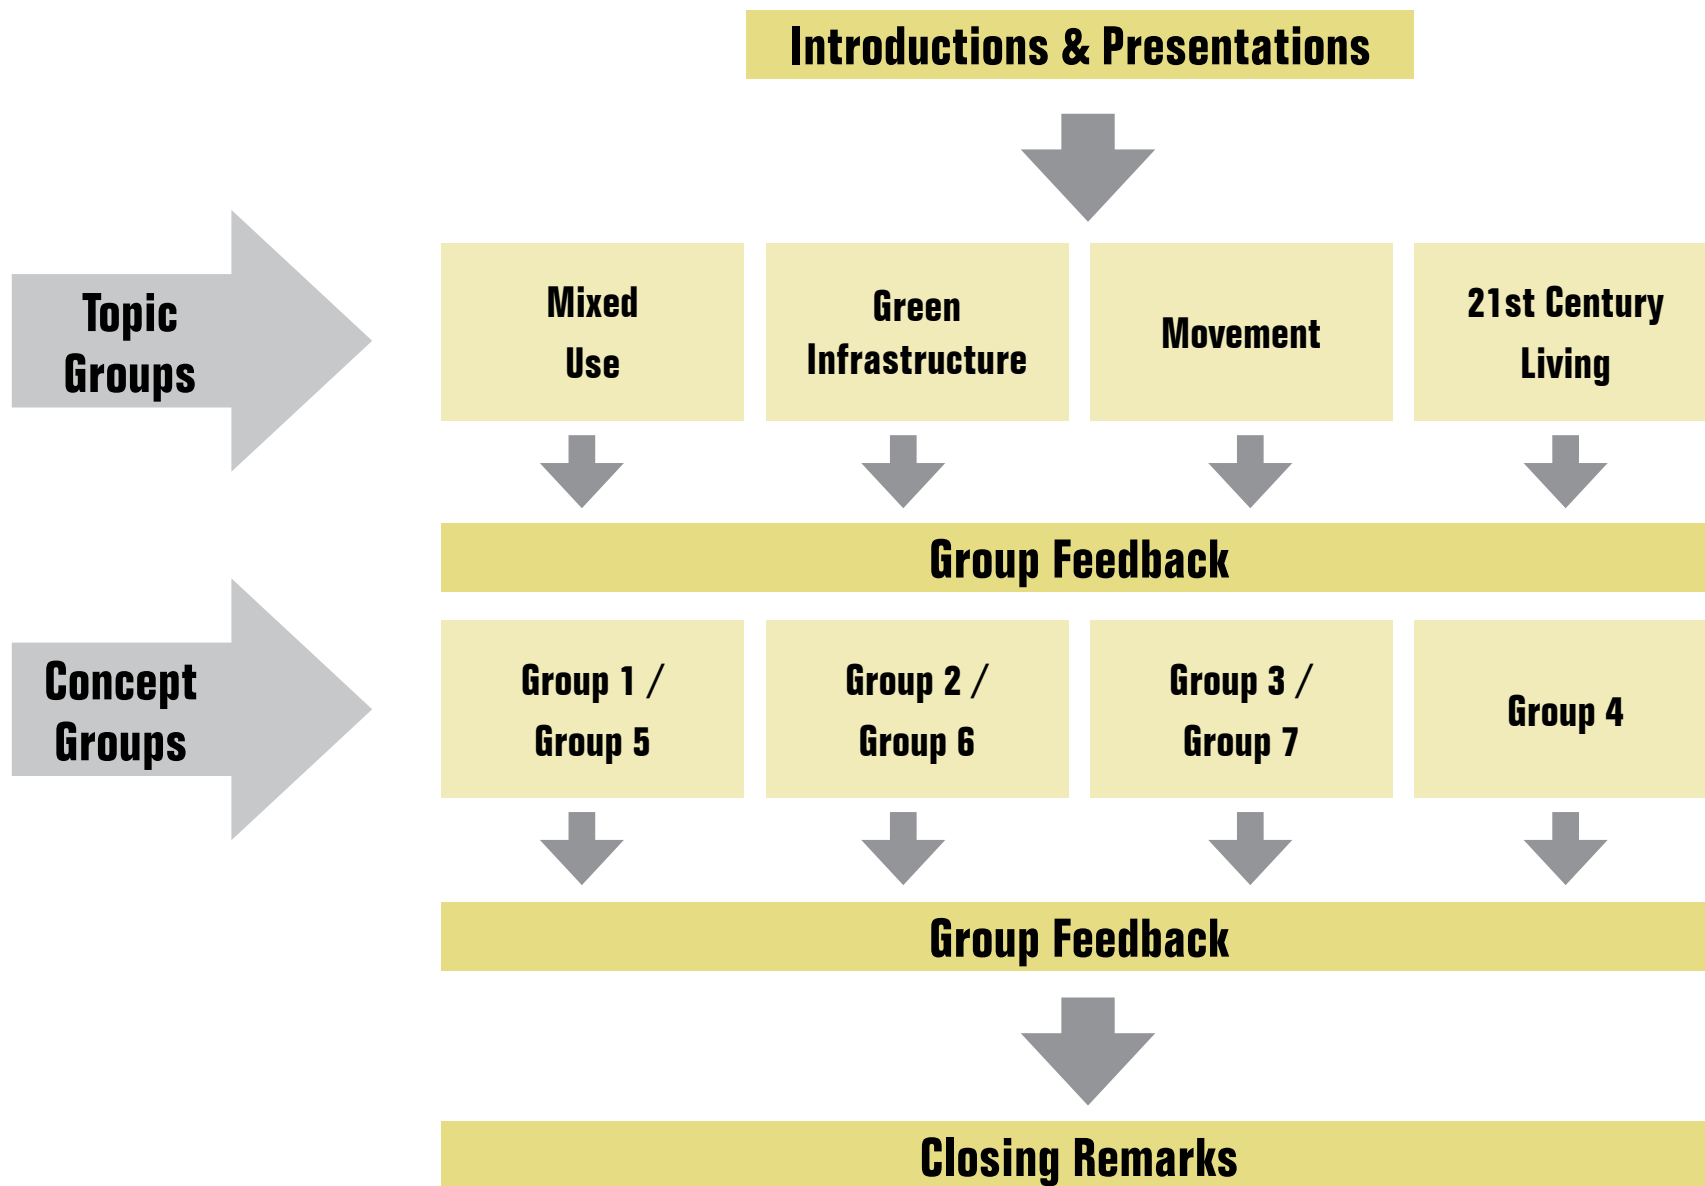 Introductions & Presentations
Topic
Groups
Mixed
Use
Green
Infrastructure
Movement
21st Century
Living
Group Feedback
Concept
Groups
Group 1 /
Group 5
Group 2 /
Group 6
Group 3 /
Group 7
Group 4
Group Feedback
Closing Remarks